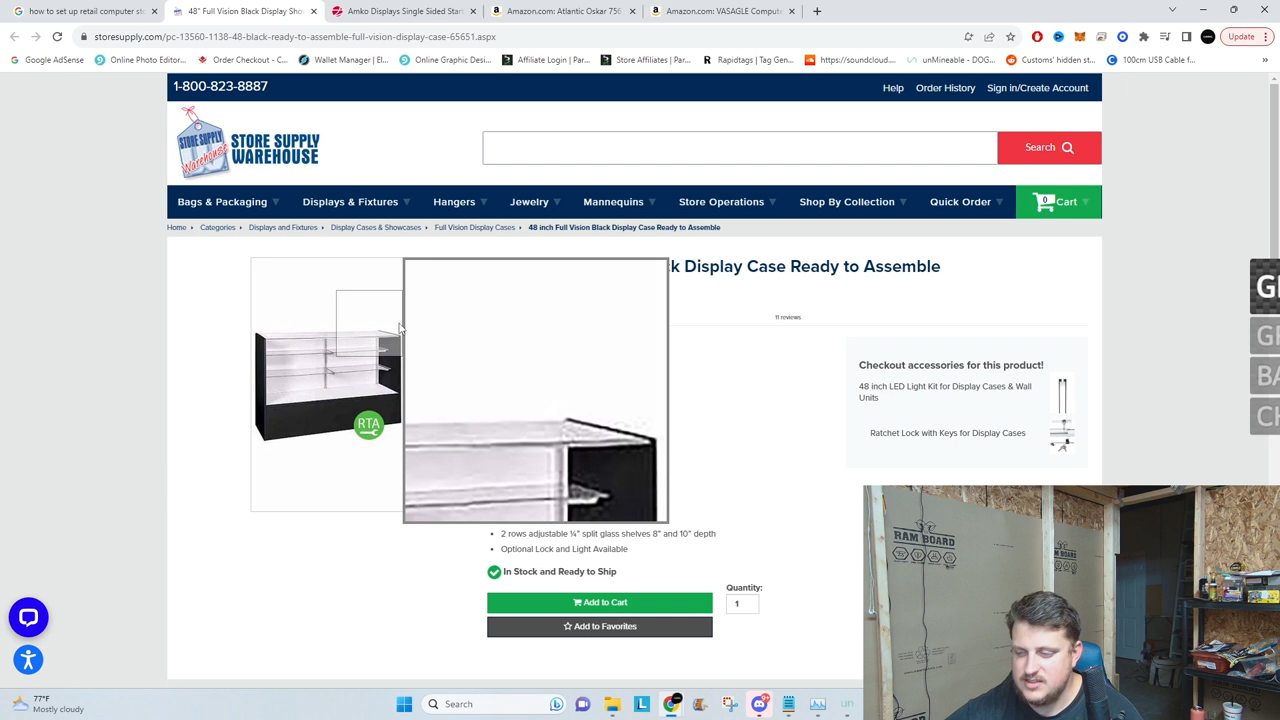 how to set up retail computer st
48" Full Vision Display Sho
Amko Displays Single Sided Start
Amazon.com: Atlantic Oskar 756
Amazon.com: VASAGLE Compute
storesupply.com/pc-13560-1138-48-black-ready-to-assemble-full-vision-display-case-65651.aspx
Update
Google AdSense
Online Photo Editor...
Order Checkout - C...
Wallet Manager | El...
Online Graphic Desi...
Affiliate Login | Par...
Store Affiliates | Par...
Rapidtags | Tag Gen...
https://soundcloud....
unMineable - DOG...
Customs' hidden st...
100cm USB Cable f...
»
1-800-823-8887
Help
Order History
Sign in/Create Account
STORE SUPPLY
Warehouse
STORE SUPPLY
WAREHOUSE
Search
Bags & Packaging
Displays & Fixtures
Hangers
Jewelry
Mannequins
Store Operations
Shop By Collection
Quick Order
0
Cart
Home
Categories
Displays and Fixtures
Display Cases & Showcases
Full Vision Display Cases
48 inch Full Vision Black Display Case Ready to Assemble
k Display Case Ready to Assemble
11 reviews
Checkout accessories for this product!
48 inch LED Light Kit for Display Cases & Wall
Units
Ratchet Lock with Keys for Display Cases
RTA
• 2 rows adjustable ¼" split glass shelves 8" and 10" depth
• Optional Lock and Light Available
In Stock and Ready to Ship
Quantity:
Add to Cart
1
Add to Favorites
RAM BOARD
RAM BOARD
77°F
Mostly cloudy
Search